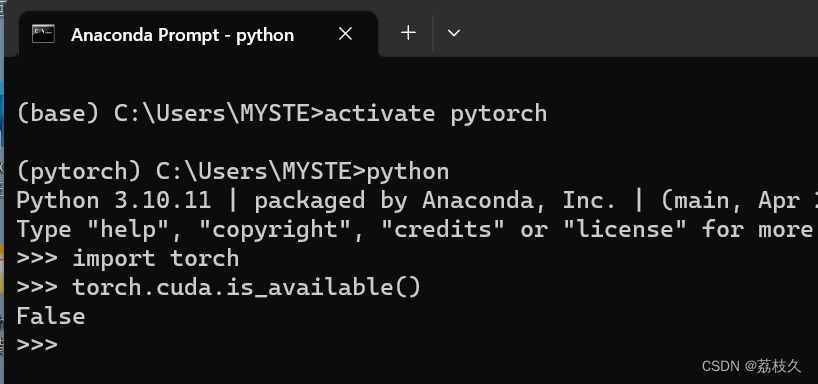 Anaconda Prompt - python
(base) C:\Users\MYSTE>activate pytorch
(pytorch) C:\Users\MYSTE>python
Python 3.10.11 | packaged by Anaconda, Inc. | (main, Apr
Type "help", "copyright", "credits" or "license" for more
>>> import torch
>>> torch.cuda.is_available()
False
>>>
CSDN @荔枝久